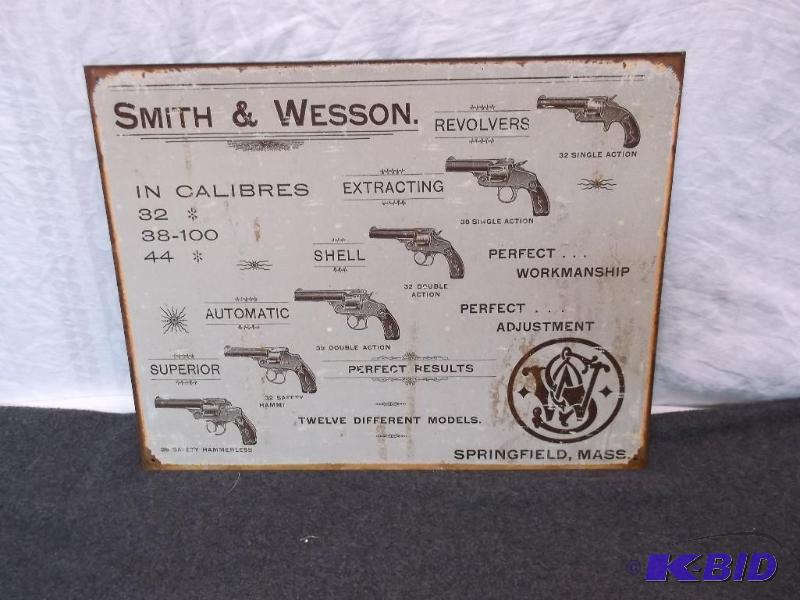 SMITH & WESSON.
REVOLVERS
32 SINGLE ACTION
EXTRACTING
38 SINGLE ACTION
IN CALIBRES
32
38-100
44
SHELL
32 DOUBLE
ACTION
PERFECT . . .
WORKMANSHIP
AUTOMATIC
38 DOUBLE ACTION
PERFECT . . .
ADJUSTMENT
SUPERIOR
32 SAFETY
HAMM
PERFECT RESULTS
TWELVE DIFFERENT MODELS.
38 SAFETY HAMMERLESS
SW
SPRINGFIELD, MASS.
© K-BID